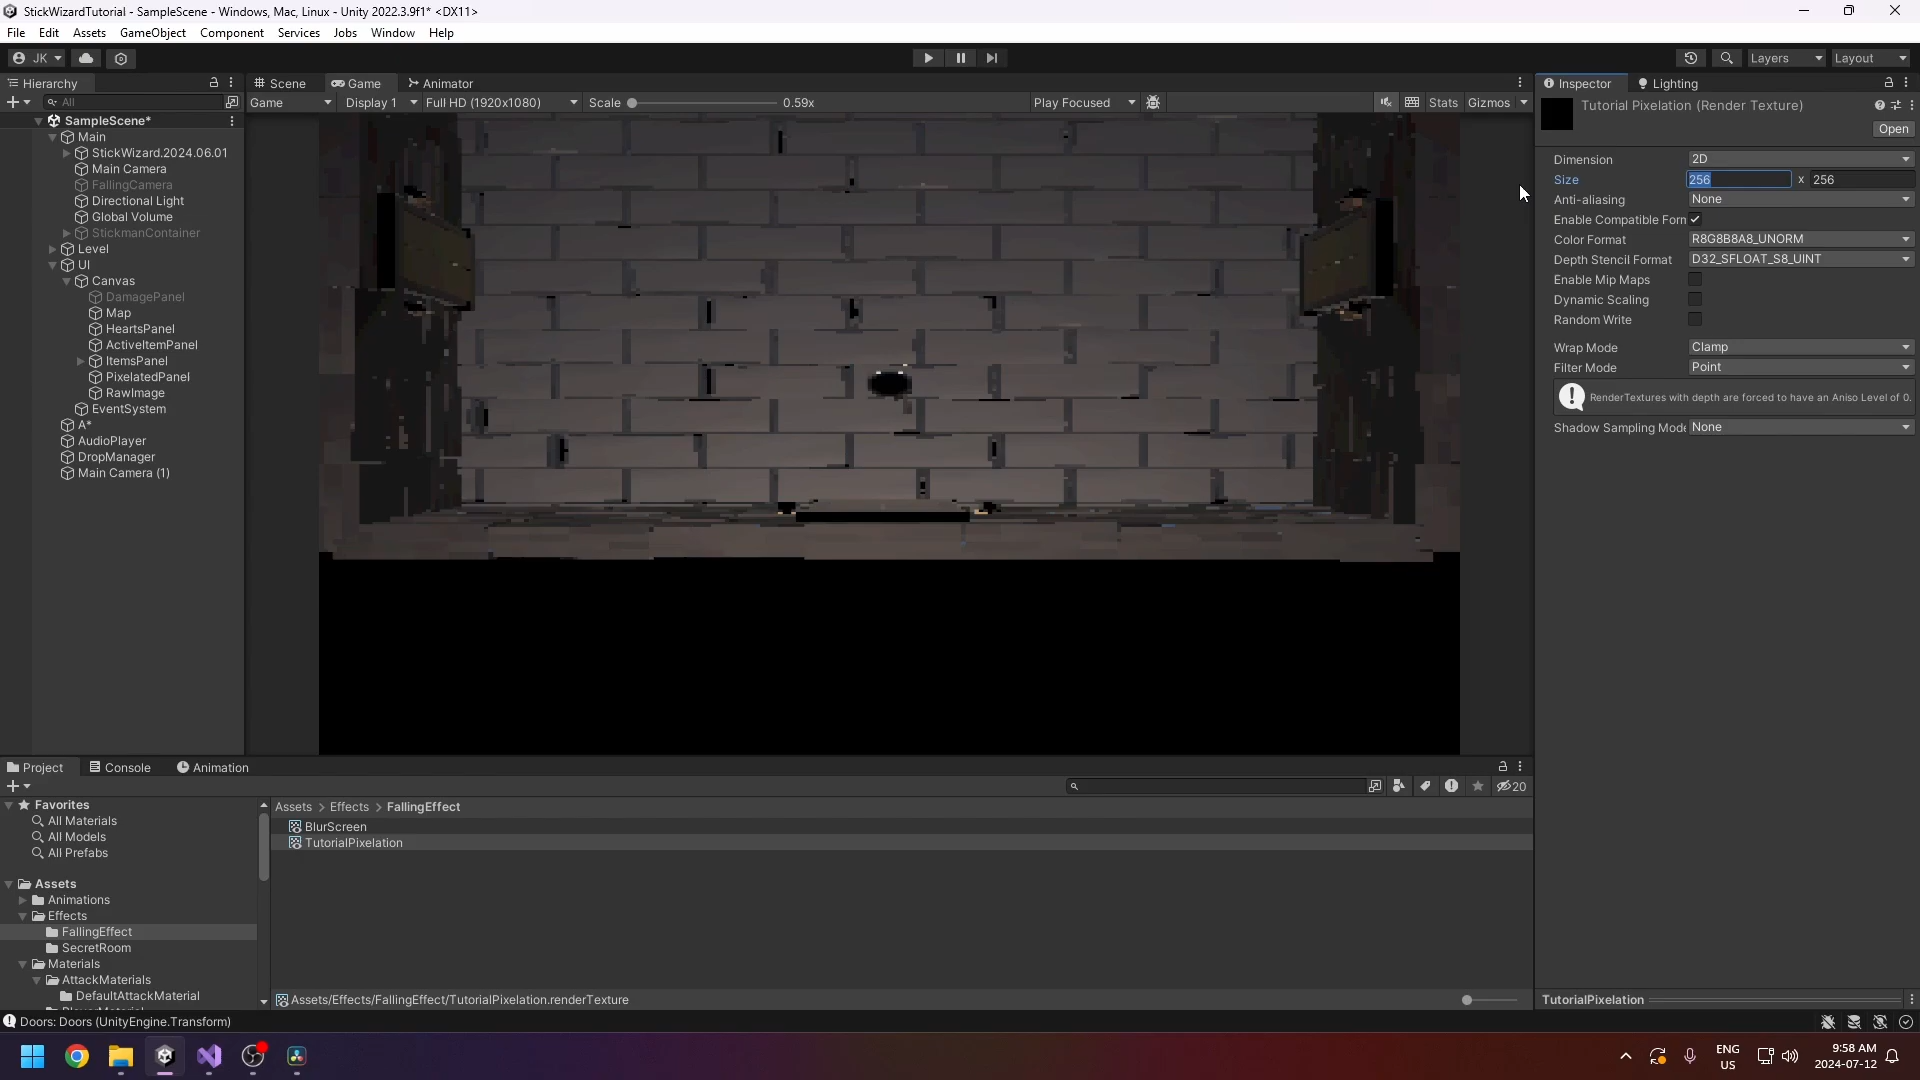 StickWizardTutorial - SampleScene - Windows, Mac, Linux - Unity 2022.3.9f1* <DX11>
File Edit Assets GameObject Component Services Jobs Window Help
JK Layers Layout
Hierarchy
All
SampleScene*
Main
StickWizard.2024.06.01
Main Camera
FallingCamera
Directional Light
Global Volume
StickmanContainer
Level
UI
Canvas
DamagePanel
Map
HeartsPanel
ActiveItemPanel
ItemsPanel
PixelatedPanel
RawImage
EventSystem
A*
AudioPlayer
DropManager
Main Camera (1)
Scene Game Animator
Game Display 1 Full HD (1920x1080) Scale 0.59x Play Focused Stats Gizmos
Inspector Lighting
Tutorial Pixelation (Render Texture)
Open
Dimension 2D
Size 256 x 256
Anti-aliasing None
Enable Compatible Forn
Color Format R8G8B8A8_UNORM
Depth Stencil Format D32_SFLOAT_S8_UINT
Enable Mip Maps
Dynamic Scaling
Random Write
Wrap Mode Clamp
Filter Mode Point
RenderTextures with depth are forced to have an Aniso Level of 0.
Shadow Sampling Mode None
Project Console Animation
20
Favorites
All Materials
All Models
All Prefabs
Assets
Animations
Effects
FallingEffect
SecretRoom
Materials
AttackMaterials
DefaultAttackMaterial
Assets > Effects > FallingEffect
BlurScreen
TutorialPixelation
Assets/Effects/FallingEffect/TutorialPixelation.renderTexture
TutorialPixelation
Doors: Doors (UnityEngine.Transform)
ENG
US
9:58 AM
2024-07-12